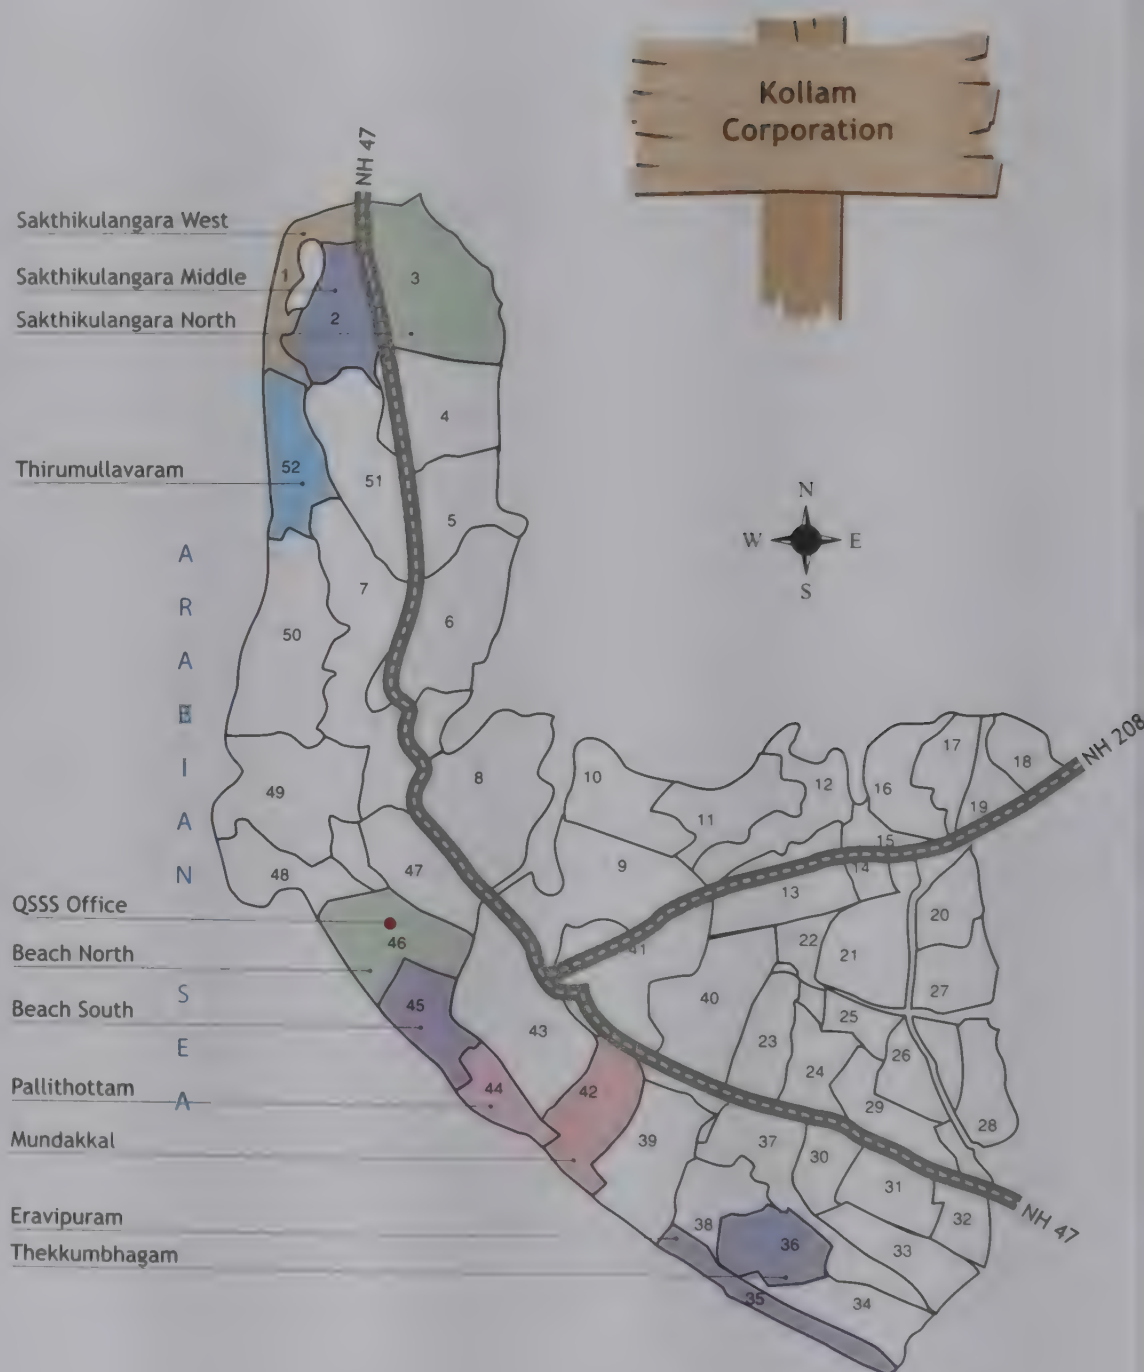 Kollam
Corporation
NH 47
Sakthikulangara West
Sakthikulangara Middle
Sakthikulangara North
1
2
3
4
Thirumullavaram
52
51
5
N
W
E
S
7
6
50
A
R
A
B
I
A
N
S
E
A
NH 208
8
10
11
12
16
17
18
19
49
9
15
14
13
47
48
QSSS Office
Beach North
Beach South
46
45
41
22
21
20
27
40
43
25
26
23
24
29
28
Pallithottam
Mundakkal
44
42
39
37
30
31
32
NH 47
Eravipuram
Thekkumbhagam
38
36
33
35
34